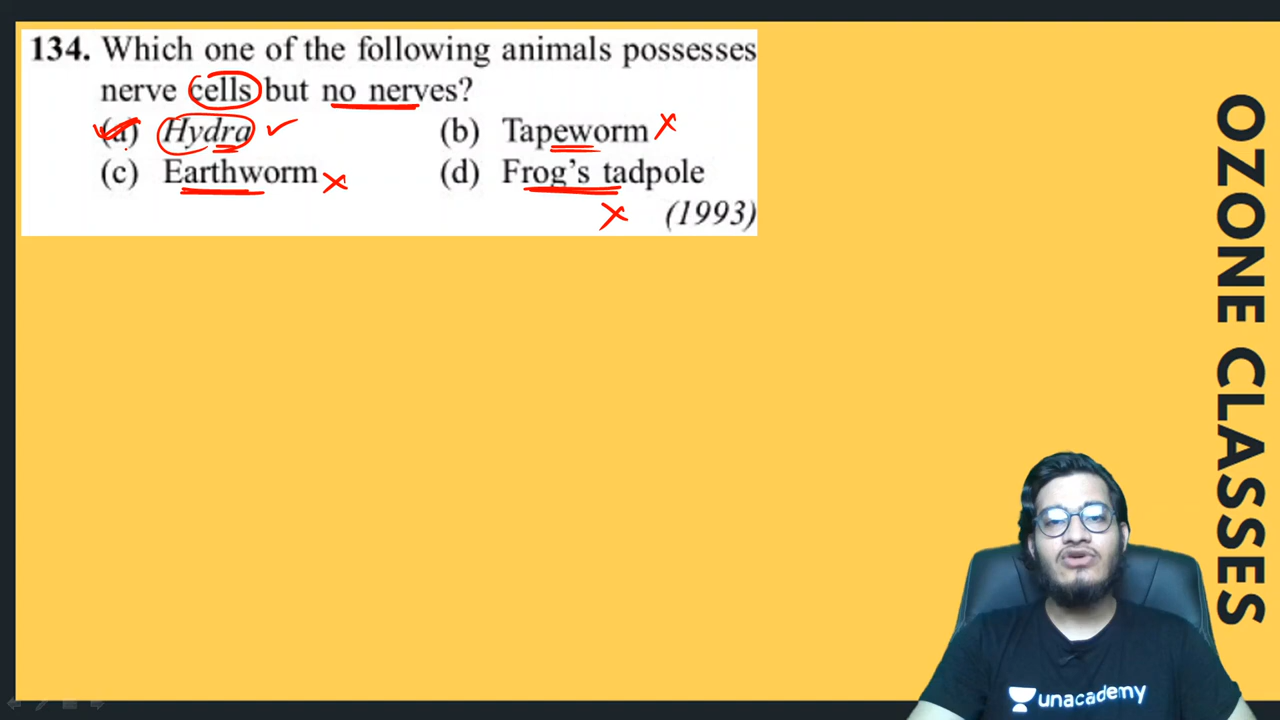 134. Which one of the following animals possesses
nerve cells but no nerves?
(a) Hydra (b) Tapeworm
(c) Earthworm (d) Frog's tadpole
(1993)
OZONE CLASSES
unacademy